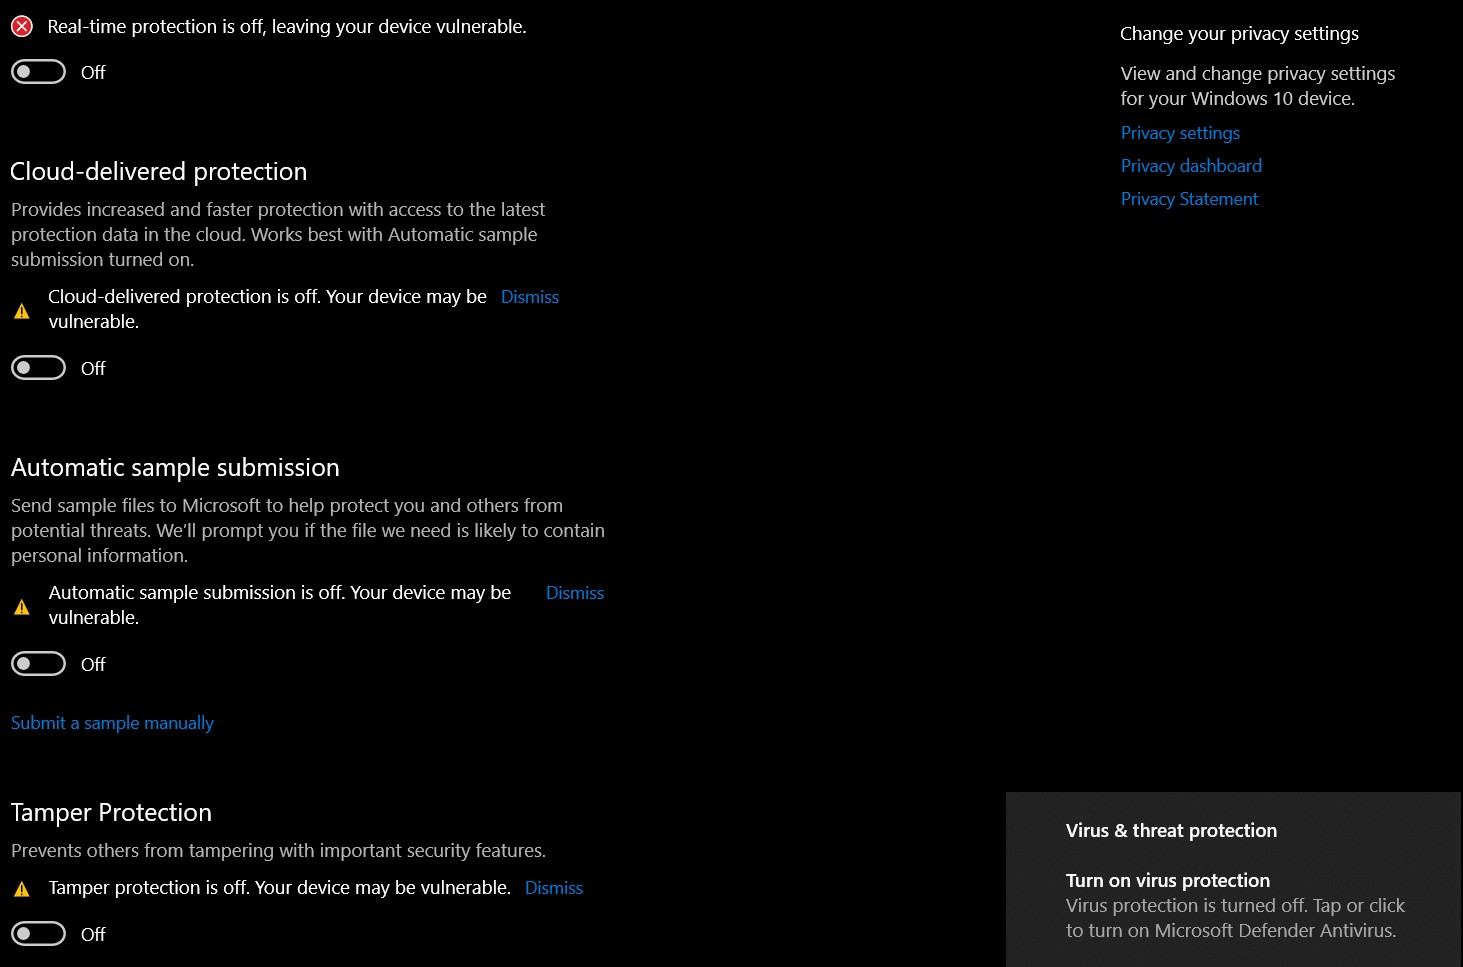 Real-time protection is off, leaving your device vulnerable.
Off
Cloud-delivered protection
Provides increased and faster protection with access to the latest
protection data in the cloud. Works best with Automatic sample
submission turned on.
Cloud-delivered protection is off. Your device may be
vulnerable.
Dismiss
Off
Automatic sample submission
Send sample files to Microsoft to help protect you and others from
potential threats. We’ll prompt you if the file we need is likely to contain
personal information.
Automatic sample submission is off. Your device may be
vulnerable.
Dismiss
Off
Submit a sample manually
Tamper Protection
Prevents others from tampering with important security features.
Tamper protection is off. Your device may be vulnerable.
Dismiss
Off
Change your privacy settings
View and change privacy settings
for your Windows 10 device.
Privacy settings
Privacy dashboard
Privacy Statement
Virus & threat protection
Turn on virus protection
Virus protection is turned off. Tap or click
to turn on Microsoft Defender Antivirus.